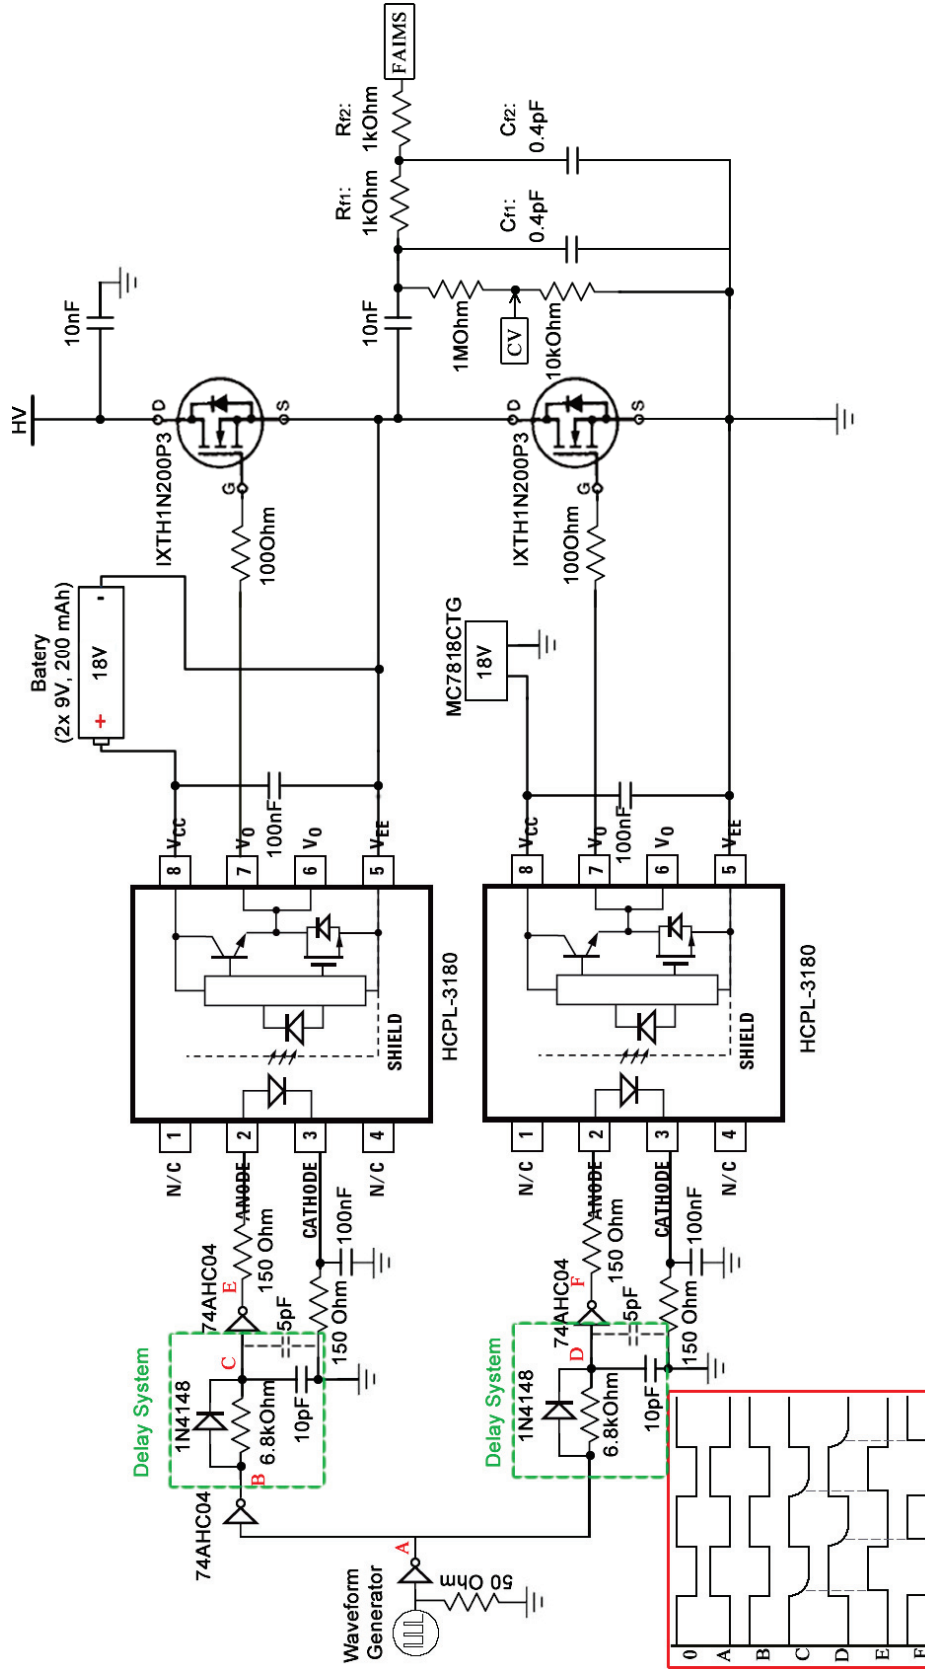 HV
10nF
D
IXTH1N200P3
G
S
100Ohm
Battery
(2x 9V, 200 mAh)
+ 18V -
100nF
VCC
VO
VO
VEE
8
7
6
5
SHIELD
HCPL-3180
1
2
3
4
N/C
ANODE
CATHODE
N/C
150 Ohm
100nF
E
74AHC04
5pF
150 Ohm
Delay System
C
1N4148
6.8kOhm
10pF
B
74AHC04
FAIMS
Rf2:
1kOhm
Rf1:
1kOhm
Cf2:
0.4pF
Cf1:
0.4pF
10nF
1MOhm
CV
10kOhm
D
IXTH1N200P3
G
S
100Ohm
MC7818CTG
18V
100nF
VCC
VO
VO
VEE
8
7
6
5
SHIELD
HCPL-3180
1
2
3
4
N/C
ANODE
CATHODE
N/C
150 Ohm
100nF
F
74AHC04
5pF
150 Ohm
Delay System
D
1N4148
6.8kOhm
10pF
A
Waveform
Generator
50 Ohm
0
A
B
C
D
E
F